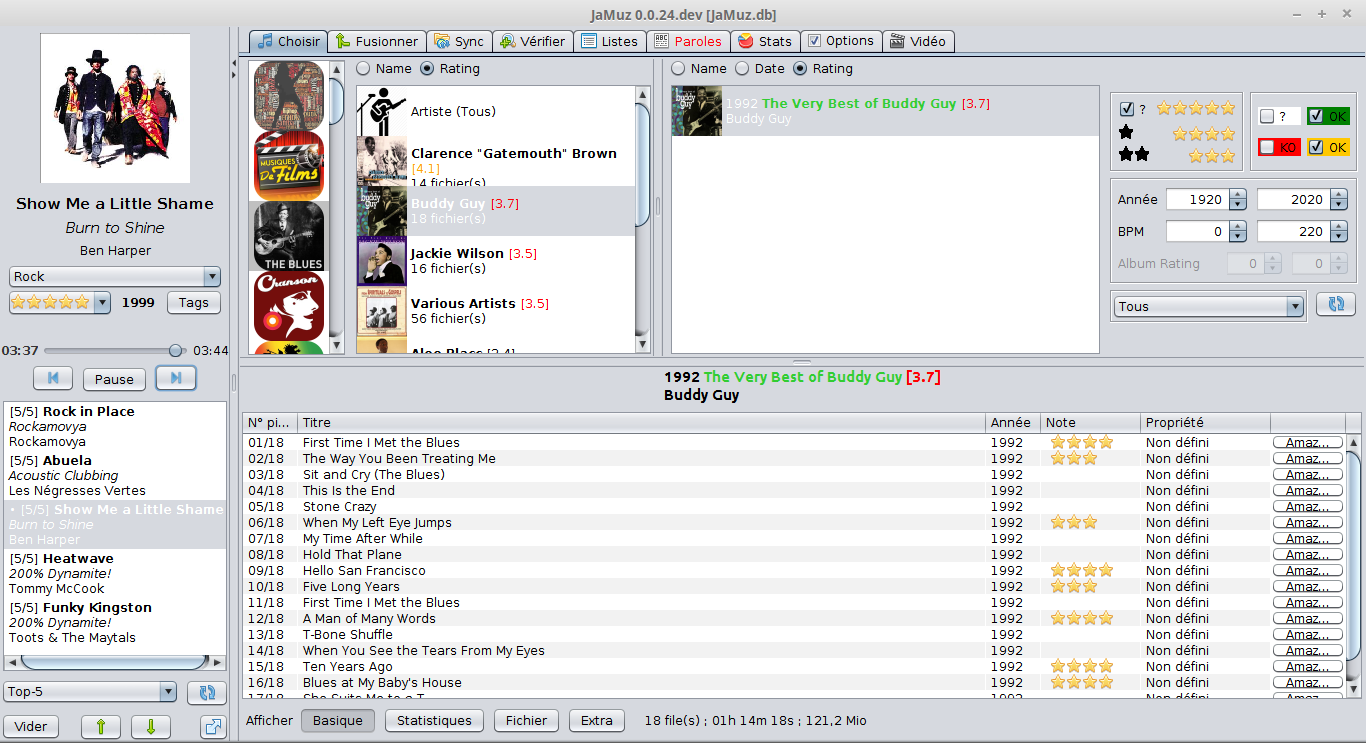 JaMuz 0.0.24.dev [JaMuz.db]
Choisir
Fusionner
Sync
Vérifier
Listes
Paroles
Stats
Options
Vidéo
Show Me a Little Shame
Burn to Shine
Ben Harper
Rock
1999
Tags
03:37
03:44
Pause
[5/5] Rock in Place
Rockamovya
Rockamovya
[5/5] Abuela
Acoustic Clubbing
Les Négresses Vertes
• [5/5] Show Me a Little Shame
Burn to Shine
Ben Harper
[5/5] Heatwave
200% Dynamite!
Tommy McCook
[5/5] Funky Kingston
200% Dynamite!
Toots & The Maytals
Top-5
Vider
MUSIQUES
De Films
THE BLUES
Chanson
Name
Rating
Artiste (Tous)
Clarence "Gatemouth" Brown
[4.1]
14 fichier(s)
buddy guy
Buddy Guy [3.7]
18 fichier(s)
Jackie Wilson [3.5]
16 fichier(s)
Various Artists [3.5]
56 fichier(s)
Name
Date
Rating
buddy guy
1992 The Very Best of Buddy Guy [3.7]
Buddy Guy
?
?
OK
KO
OK
Année
1920
2020
BPM
0
220
Album Rating
0
0
Tous
1992 The Very Best of Buddy Guy [3.7]
Buddy Guy
N° pi... Titre Année Note Propriété
01/18 First Time I Met the Blues 1992 Non défini Amaz...
02/18 The Way You Been Treating Me 1992 Non défini Amaz...
03/18 Sit and Cry (The Blues) 1992 Non défini Amaz...
04/18 This Is the End 1992 Non défini Amaz...
05/18 Stone Crazy 1992 Non défini Amaz...
06/18 When My Left Eye Jumps 1992 Non défini Amaz...
07/18 My Time After While 1992 Non défini Amaz...
08/18 Hold That Plane 1992 Non défini Amaz...
09/18 Hello San Francisco 1992 Non défini Amaz...
10/18 Five Long Years 1992 Non défini Amaz...
11/18 First Time I Met the Blues 1992 Non défini Amaz...
12/18 A Man of Many Words 1992 Non défini Amaz...
13/18 T-Bone Shuffle 1992 Non défini Amaz...
14/18 When You See the Tears From My Eyes 1992 Non défini Amaz...
15/18 Ten Years Ago 1992 Non défini Amaz...
16/18 Blues at My Baby's House 1992 Non défini Amaz...
17/18 She Suits Me to a T 1992 Non défini Amaz...
Afficher
Basique
Statistiques
Fichier
Extra
18 file(s) ; 01h 14m 18s ; 121,2 Mio